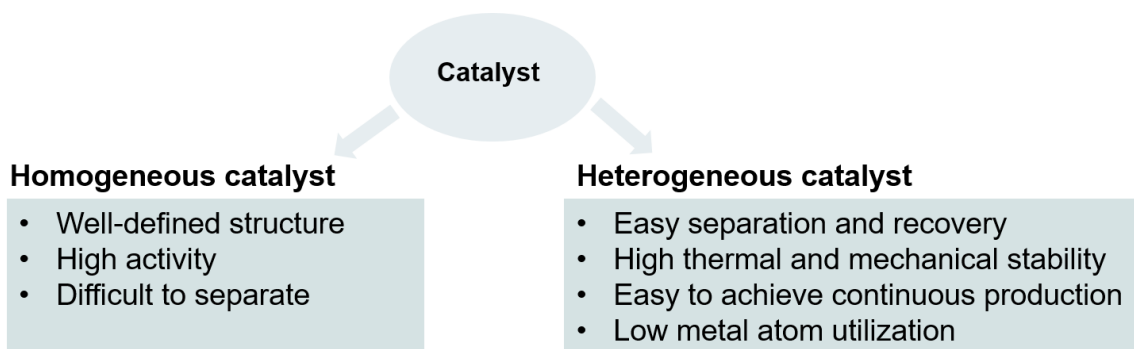 Catalyst
Homogeneous catalyst
• Well-defined structure
• High activity
• Difficult to separate
Heterogeneous catalyst
• Easy separation and recovery
• High thermal and mechanical stability
• Easy to achieve continuous production
• Low metal atom utilization